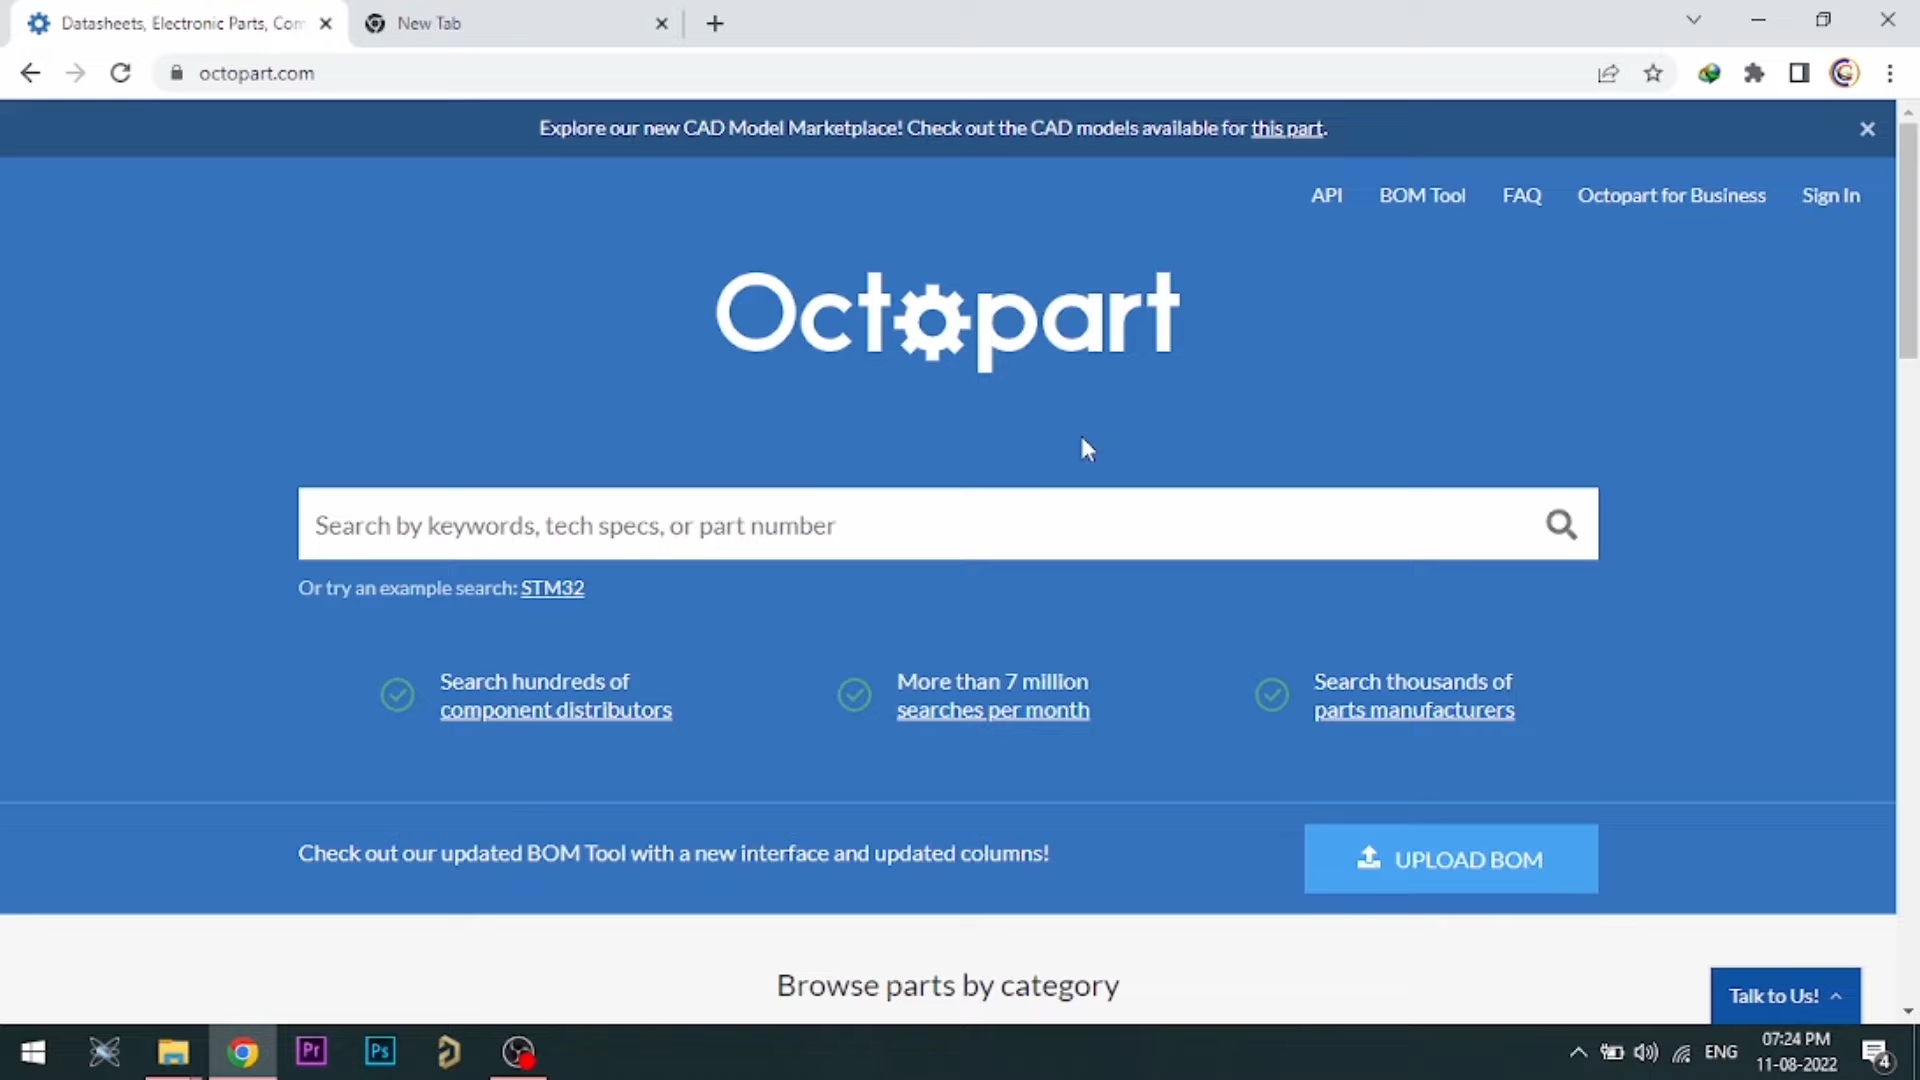 Datasheets, Electronic Parts, Com
New Tab
octopart.com
Explore our new CAD Model Marketplace! Check out the CAD models available for this part.
API BOM Tool FAQ Octopart for Business Sign In
Octopart
Search by keywords, tech specs, or part number
Or try an example search: STM32
Search hundreds of
component distributors
More than 7 million
searches per month
Search thousands of
parts manufacturers
Check out our updated BOM Tool with a new interface and updated columns!
UPLOAD BOM
Browse parts by category
Talk to Us!
Pr
Ps
ENG
07:24 PM
11-08-2022
4